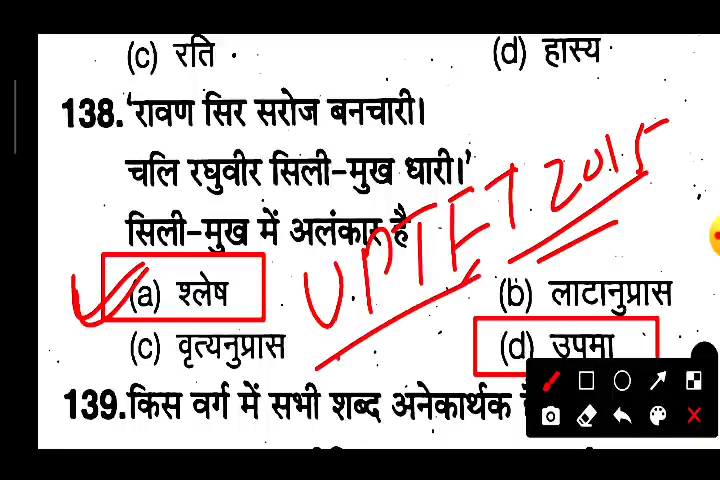 (c) रति (d) हास्य
138. 'रावण सिर सरोज बनचारी।
चलि रघुवीर सिली-मुख धारी।'
सिली-मुख में अलंकार है
UPTET 2015
(a) श्लेष (b) लाटानुप्रास
(c) वृत्यनुप्रास (d) उपमा
139. किस वर्ग में सभी शब्द अनेकार्थक